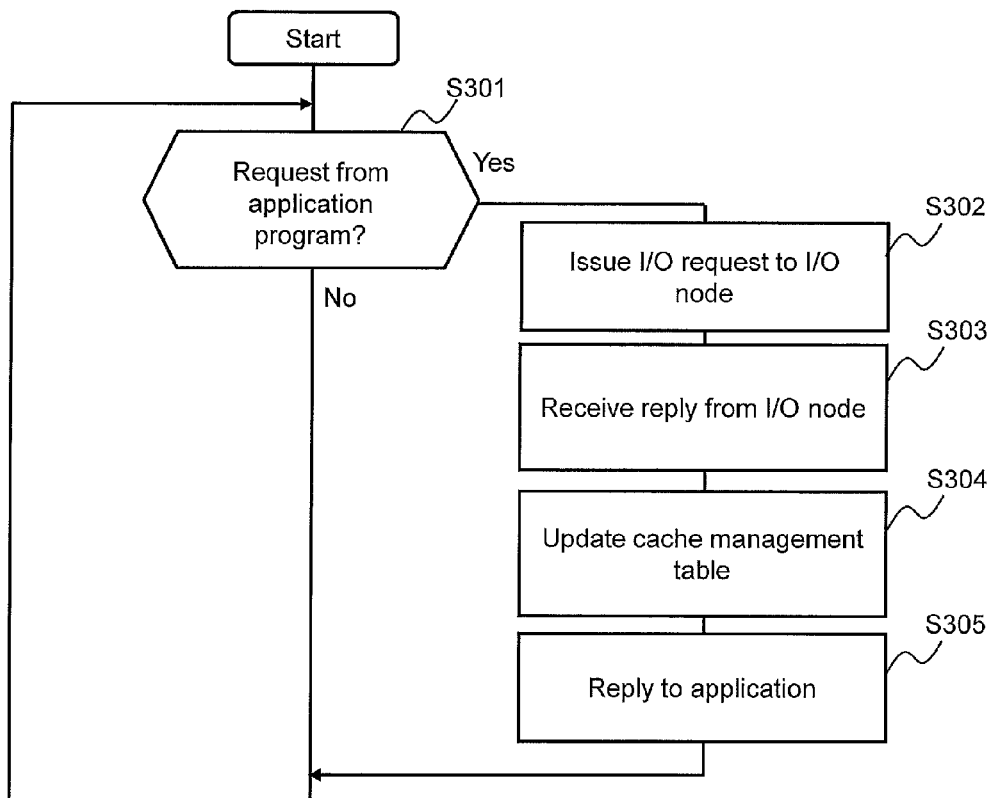 Start
S301
Request from
application
program?
Yes
No
S302
Issue I/O request to I/O
node
S303
Receive reply from I/O node
S304
Update cache management
table
S305
Reply to application